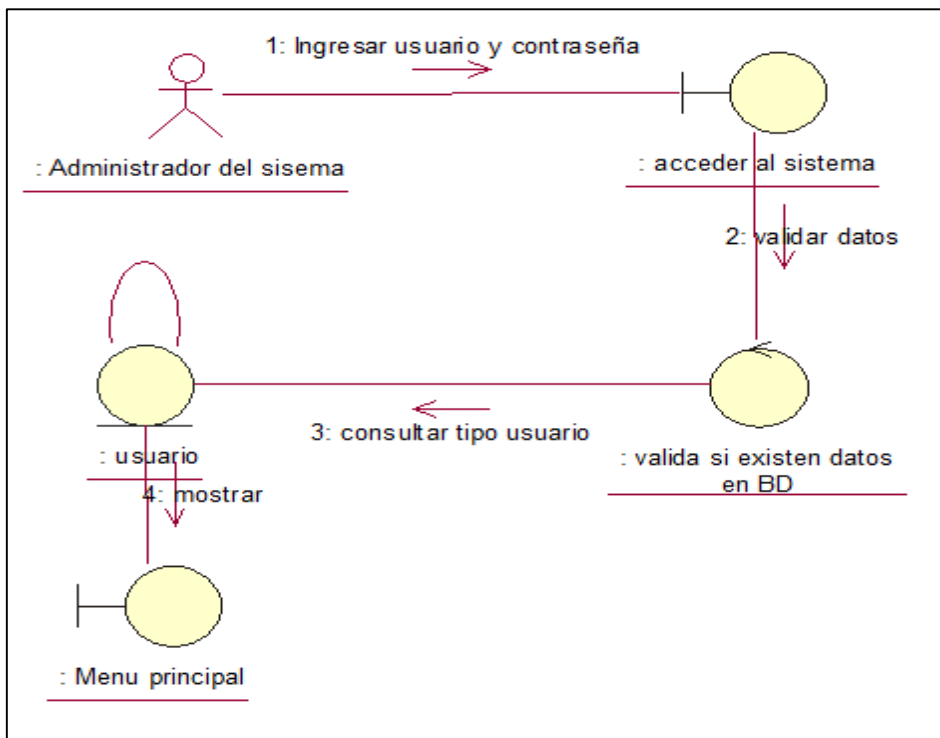 1: Ingresar usuario y contraseña
: Administrador del sisema
: acceder al sistema
2: validar datos
3: consultar tipo usuario
: usuario
: valida si existen datos
en BD
4: mostrar
: Menu principal